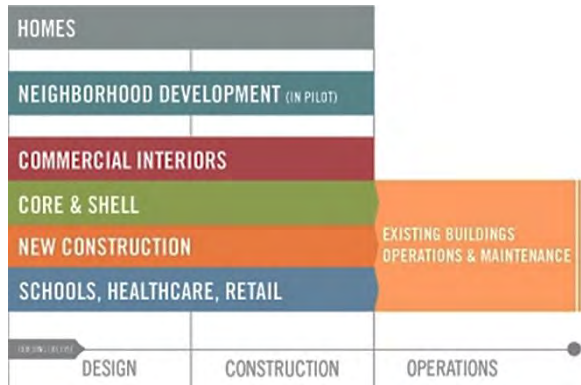 HOMES
NEIGHBORHOOD DEVELOPMENT (IN PILOT)
COMMERCIAL INTERIORS
CORE & SHELL
NEW CONSTRUCTION
SCHOOLS, HEALTHCARE, RETAIL
EXISTING BUILDINGS
OPERATIONS & MAINTENANCE
DESIGN
CONSTRUCTION
OPERATIONS